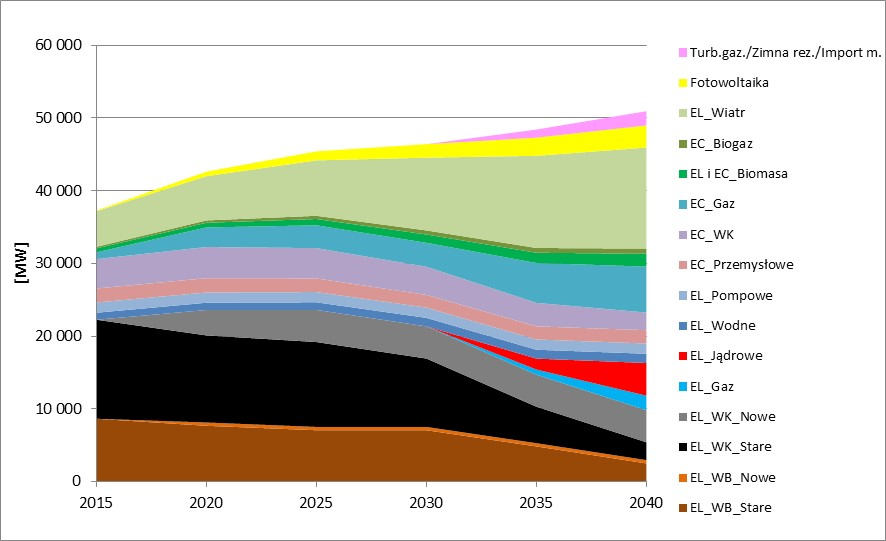 60 000
50 000
40 000
30 000
20 000
10 000
0
[MW]
2015 2020 2025 2030 2035 2040
Turb.gaz./Zimna rez./Import m.
Fotowoltaika
EL_Wiatr
EC_Biogaz
EL i EC_Biomasa
EC_Gaz
EC_WK
EC_Przemysłowe
EL_Pompowe
EL_Wodne
EL_Jądrowe
EL_Gaz
EL_WK_Nowe
EL_WK_Stare
EL_WB_Nowe
EL_WB_Stare